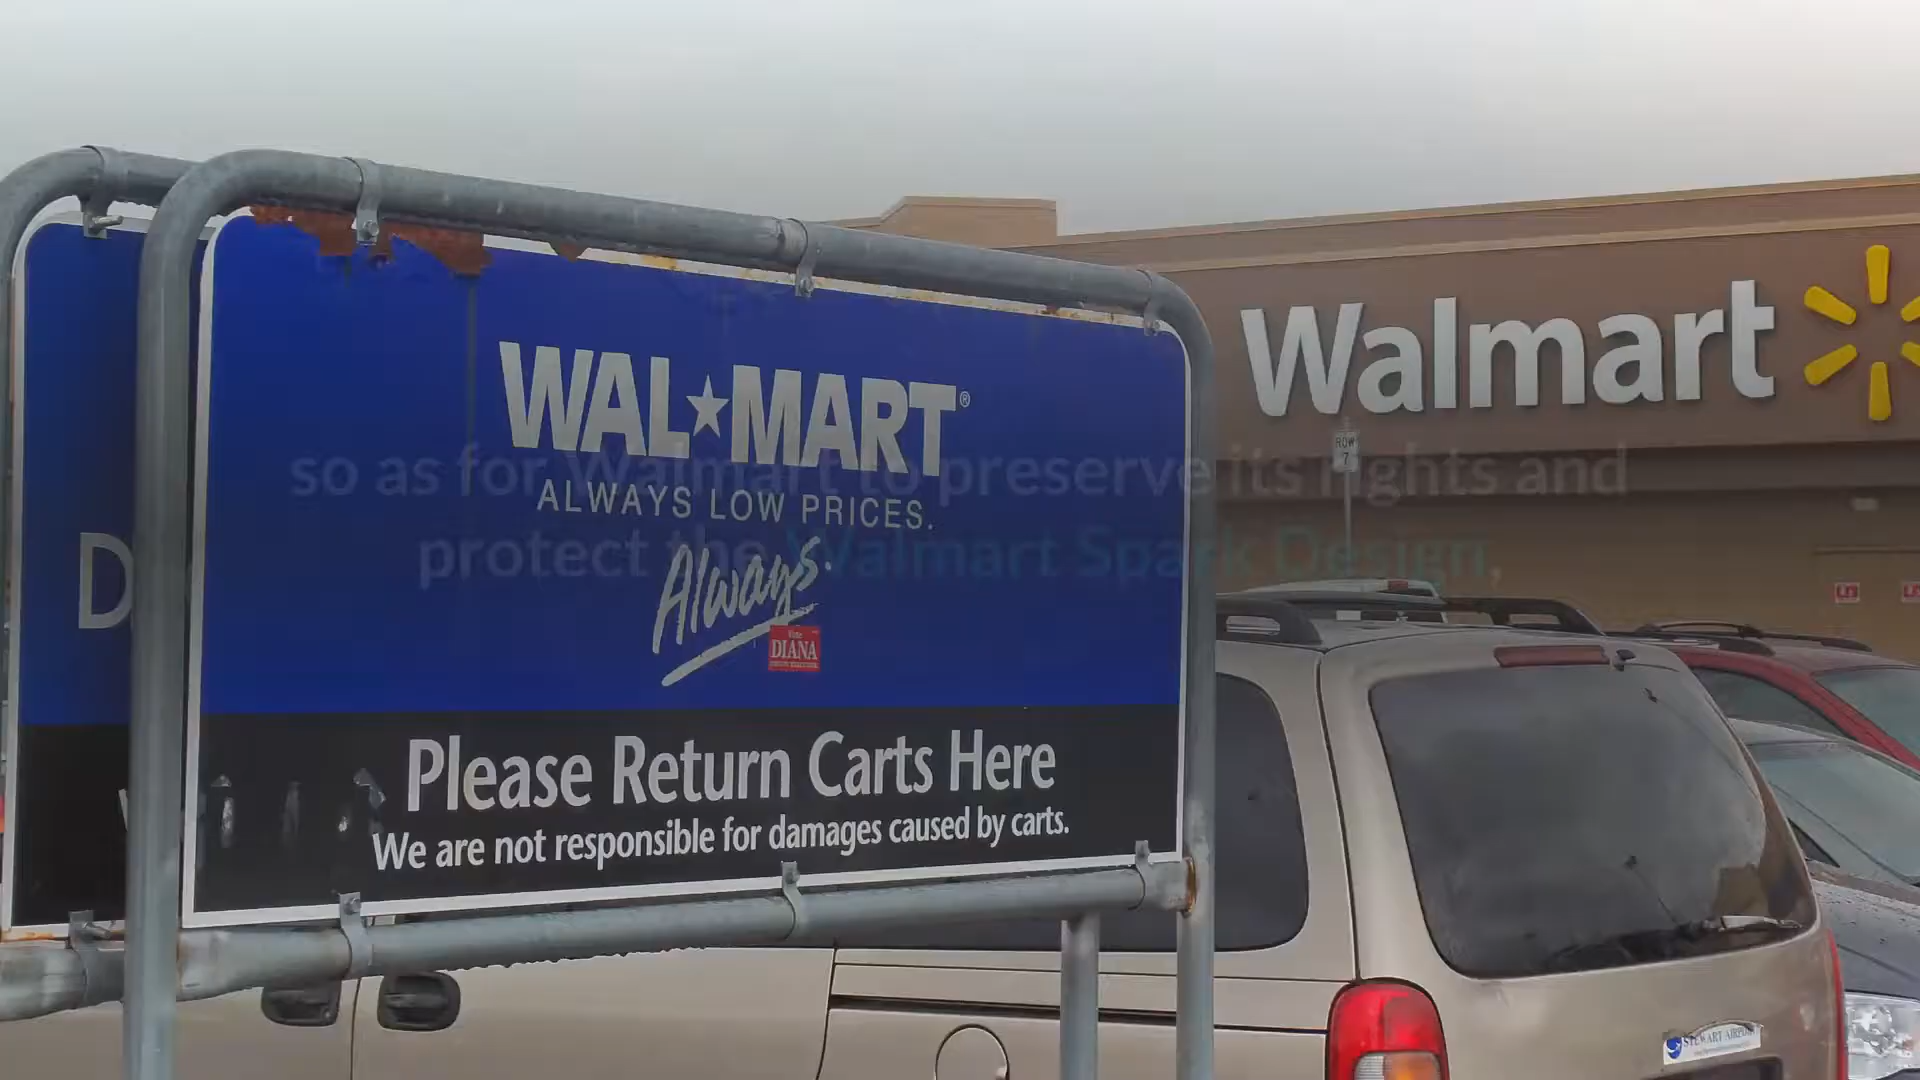 WAL★MART®
ALWAYS LOW PRICES.
Always.
Vote
DIANA
Please Return Carts Here
We are not responsible for damages caused by carts.
D
Walmart
ROW
7
so as for Walmart to preserve its rights and
protect the Walmart Spark Design,
STEWART AIRPORT